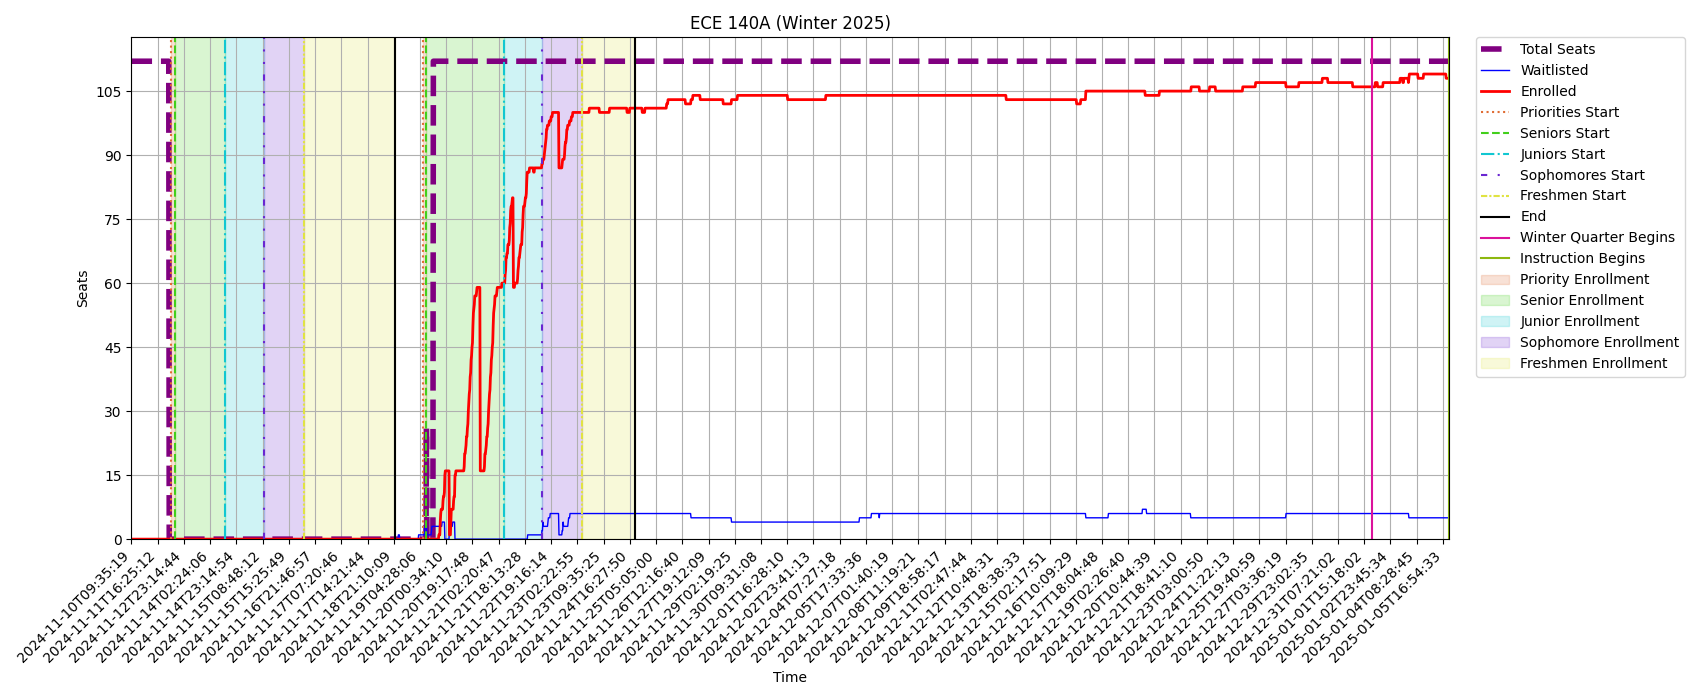 ECE 140A (Winter 2025)
Total Seats
Waitlisted
Enrolled
Priorities Start
Seniors Start
Juniors Start
Sophomores Start
Freshmen Start
End
Winter Quarter Begins
Instruction Begins
Priority Enrollment
Senior Enrollment
Junior Enrollment
Sophomore Enrollment
Freshmen Enrollment
Seats
105
90
75
60
45
30
15
0
2024-11-10T09:35:19
2024-11-11T16:25:12
2024-11-12T23:14:44
2024-11-14T02:24:06
2024-11-14T23:14:54
2024-11-15T08:48:12
2024-11-15T15:25:49
2024-11-16T21:46:57
2024-11-17T07:20:46
2024-11-17T14:21:44
2024-11-18T21:10:09
2024-11-19T04:28:06
2024-11-20T00:34:10
2024-11-20T19:17:48
2024-11-21T02:20:47
2024-11-21T18:13:28
2024-11-22T19:16:14
2024-11-23T02:22:55
2024-11-23T09:35:25
2024-11-24T16:27:50
2024-11-25T05:05:00
2024-11-26T12:16:40
2024-11-27T19:12:09
2024-11-29T02:19:25
2024-11-30T09:31:08
2024-12-01T16:28:10
2024-12-02T23:41:13
2024-12-04T07:27:18
2024-12-05T17:33:36
2024-12-07T01:40:19
2024-12-08T11:19:21
2024-12-09T18:58:17
2024-12-11T02:47:44
2024-12-12T10:48:31
2024-12-13T18:38:33
2024-12-15T02:17:51
2024-12-16T10:09:29
2024-12-17T18:04:48
2024-12-19T02:26:40
2024-12-20T10:44:39
2024-12-21T18:41:10
2024-12-23T03:00:50
2024-12-24T11:22:13
2024-12-25T19:40:59
2024-12-27T03:36:19
2024-12-29T23:02:35
2024-12-31T07:21:02
2025-01-01T15:18:02
2025-01-02T23:45:34
2025-01-04T08:28:45
2025-01-05T16:54:33
Time